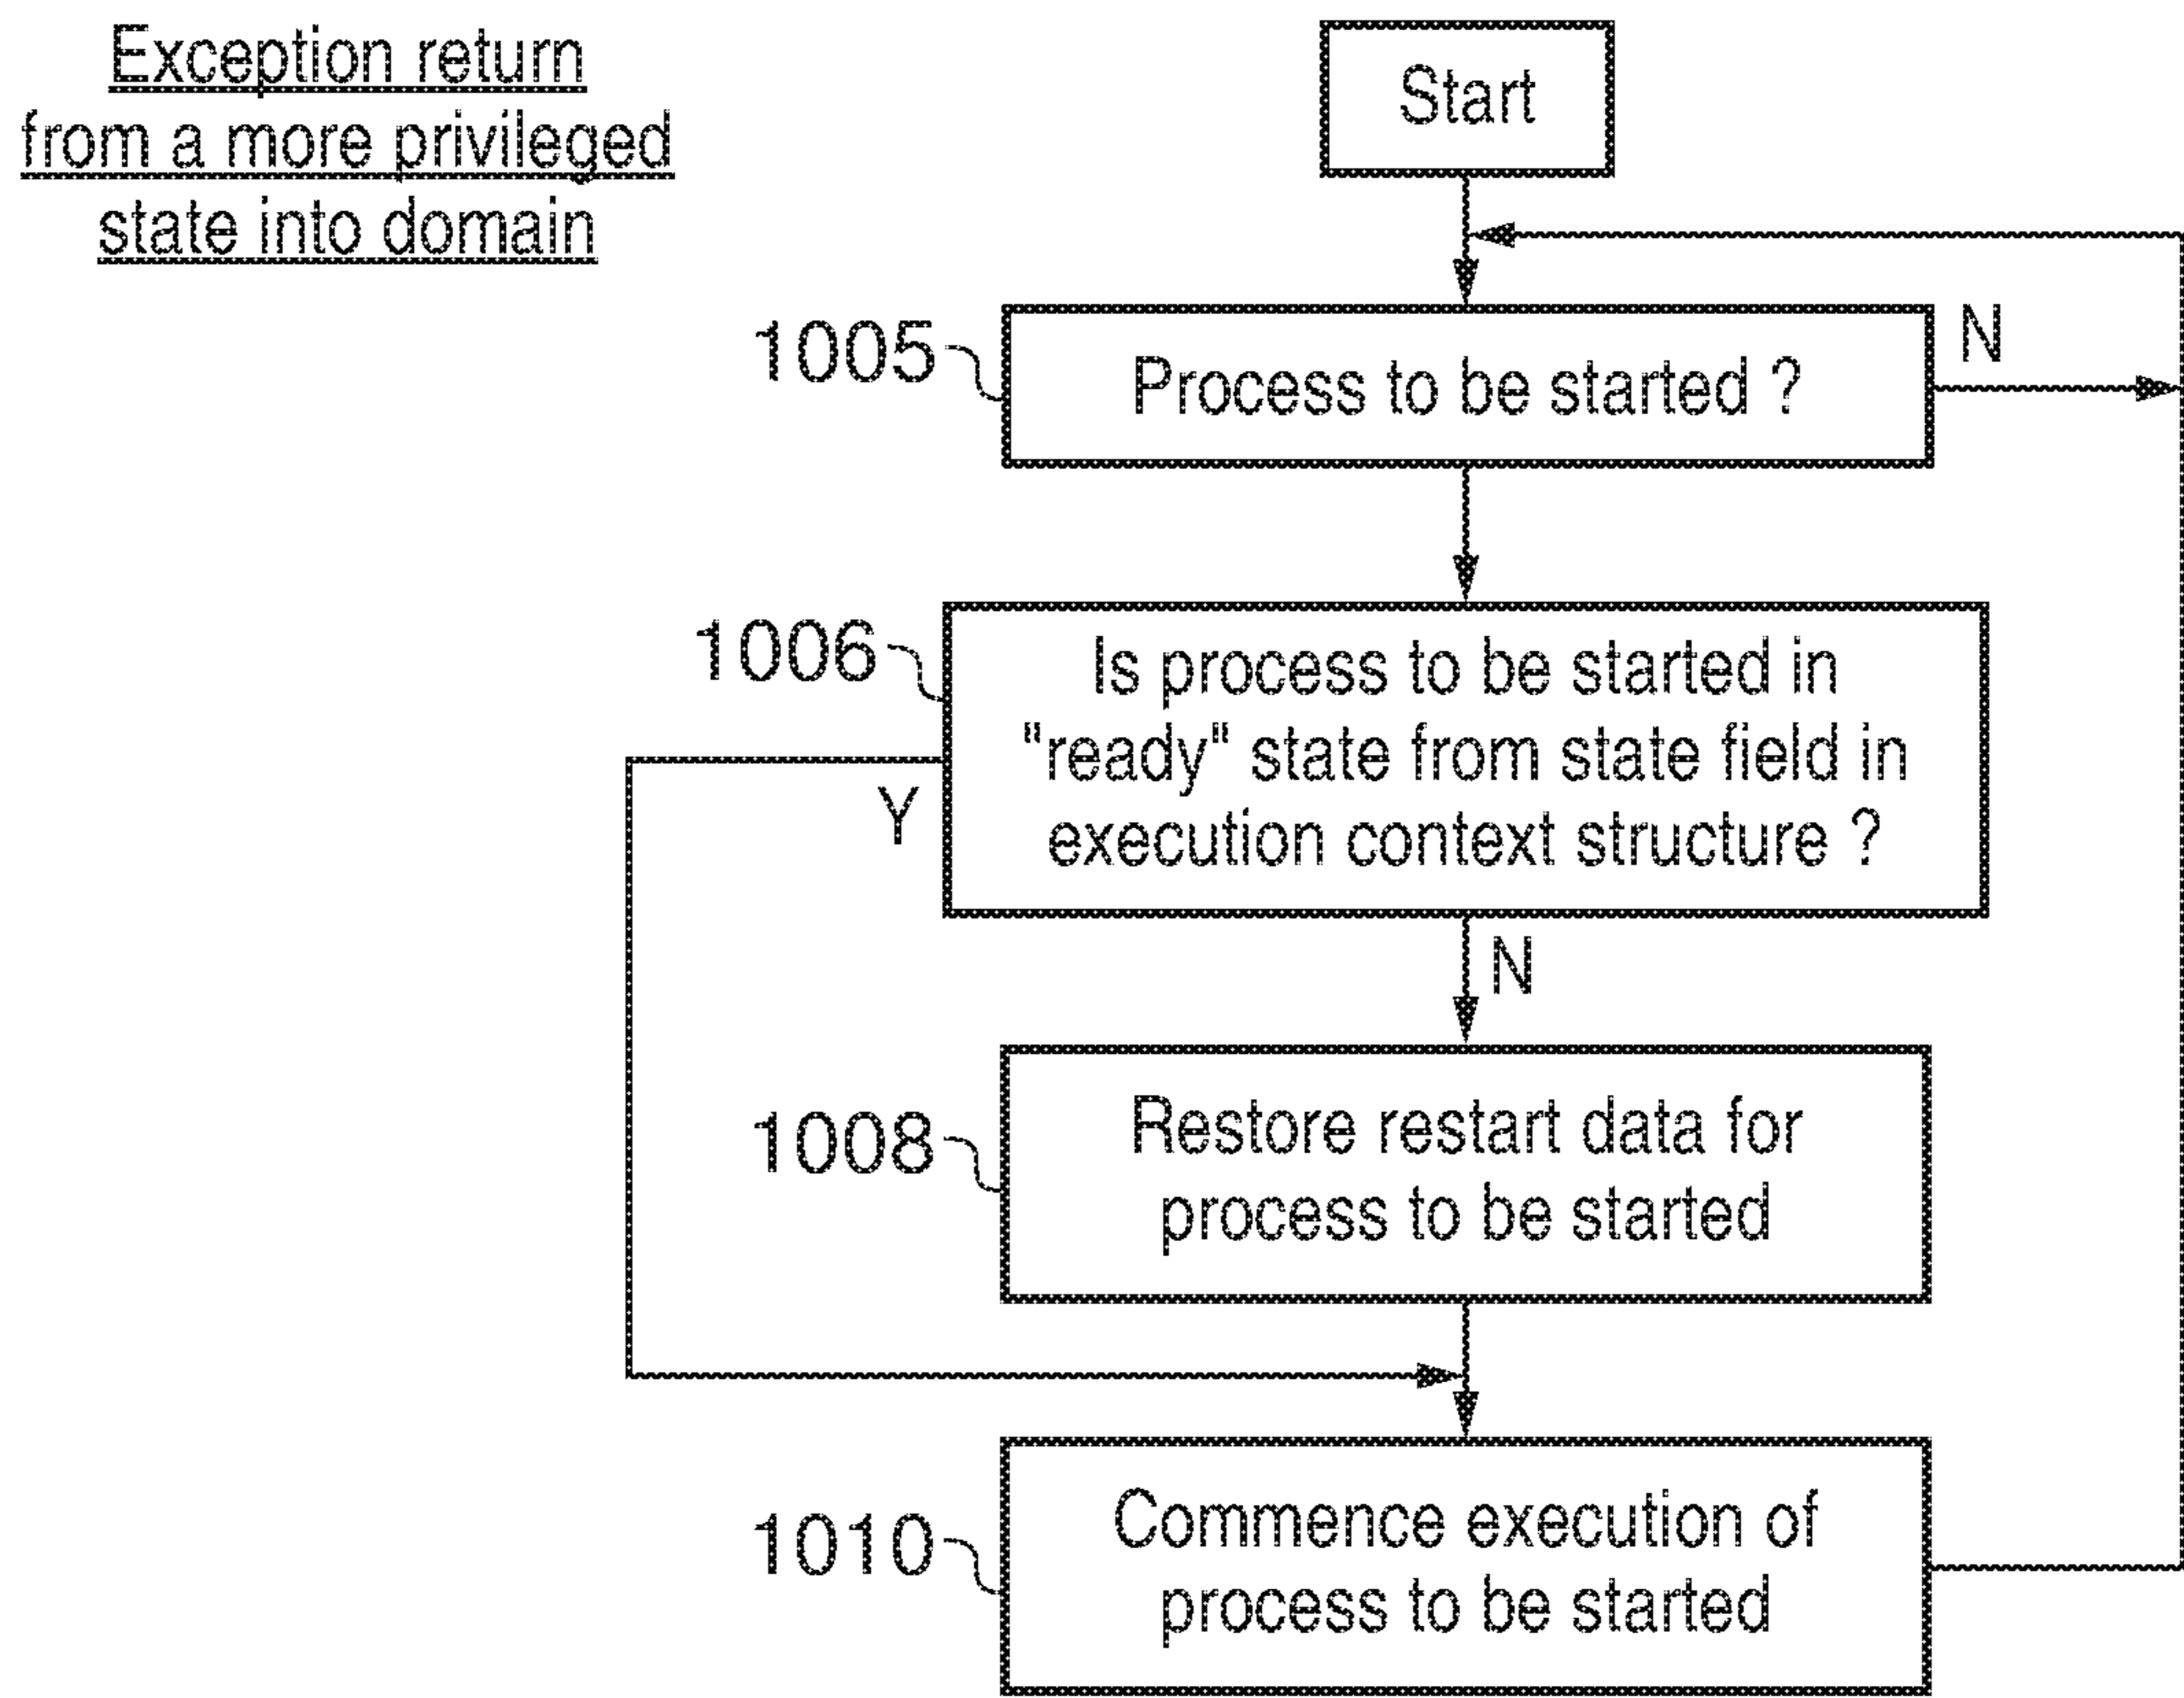 Exception return
from a more privileged
state into domain
Start
1005
Process to be started ?
N
1006
Is process to be started in
"ready" state from state field in
execution context structure ?
Y
N
1008
Restore restart data for
process to be started
1010
Commence execution of
process to be started